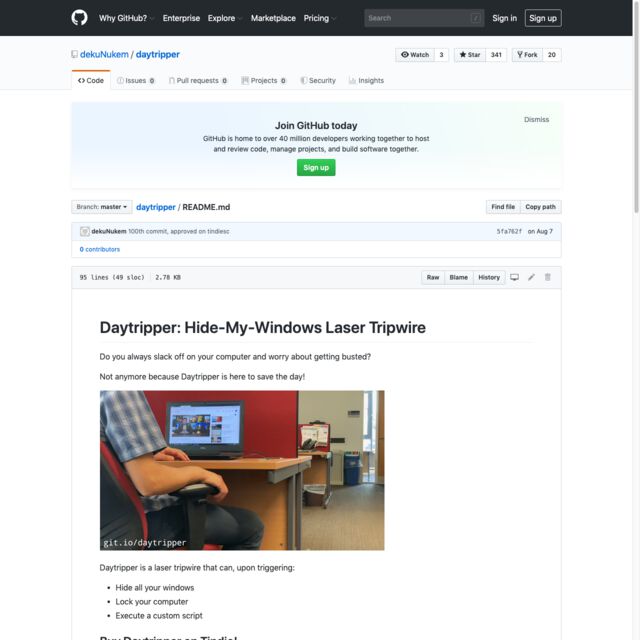 Why GitHub? Enterprise Explore Marketplace Pricing Search / Sign in Sign up
dekuNukem / daytripper Watch 3 Star 341 Fork 20
Code Issues 0 Pull requests 0 Projects 0 Security Insights
Join GitHub today Dismiss
GitHub is home to over 40 million developers working together to host
and review code, manage projects, and build software together.
Sign up
Branch: master daytripper / README.md Find file Copy path
dekuNukem 100th commit, approved on tindiesc 5fa762f on Aug 7
0 contributors
95 lines (49 sloc) 2.78 KB Raw Blame History
Daytripper: Hide-My-Windows Laser Tripwire
Do you always slack off on your computer and worry about getting busted?
Not anymore because Daytripper is here to save the day!
git.io/daytripper
Daytripper is a laser tripwire that can, upon triggering:
• Hide all your windows
• Lock your computer
• Execute a custom script
Buy Daytripper on Tindie!